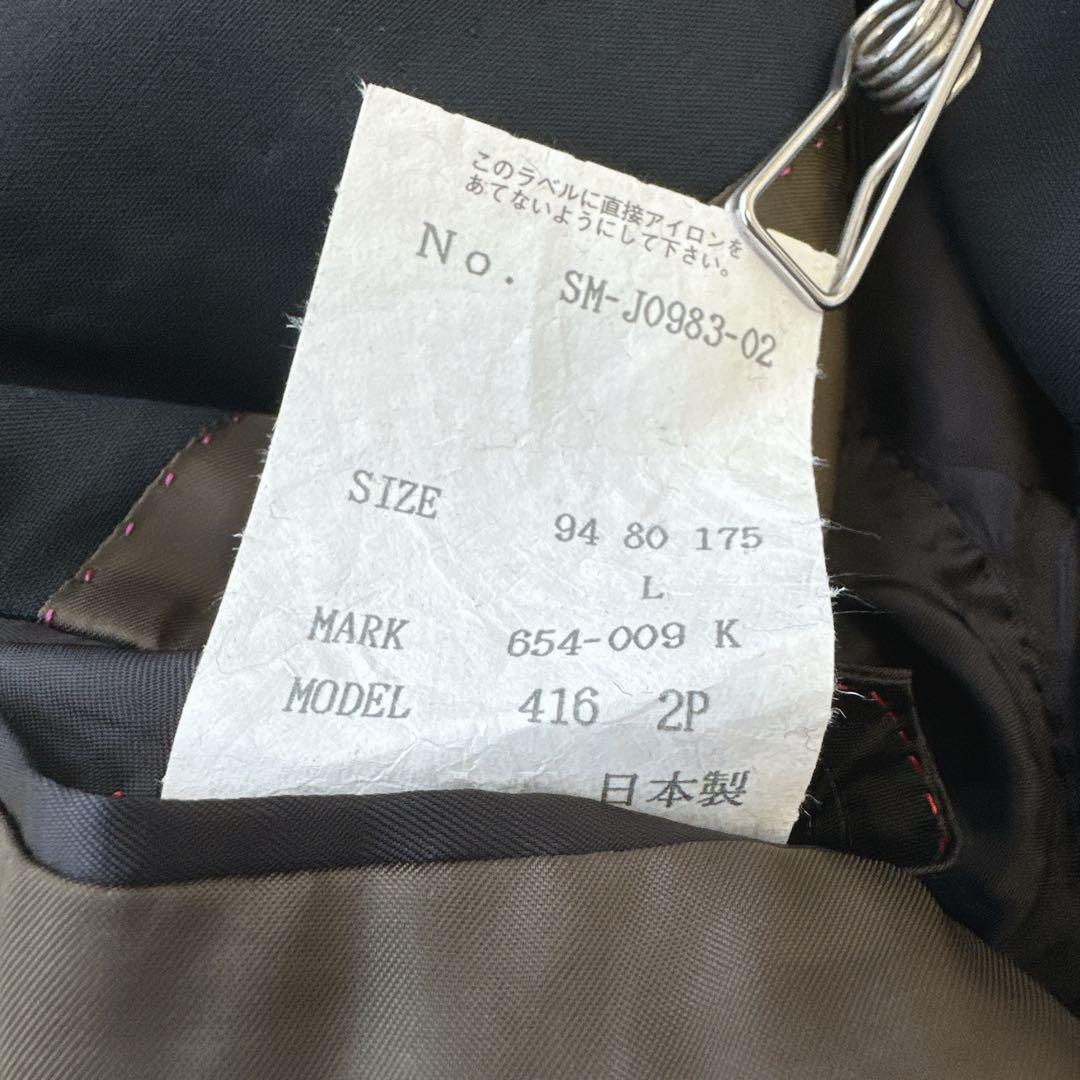 このラベルに直接アイロンを
あてないようにして下さい。
No. SM-J0983-02
SIZE 94 80 175
L
MARK 654-009 K
MODEL 416 2P
日本製